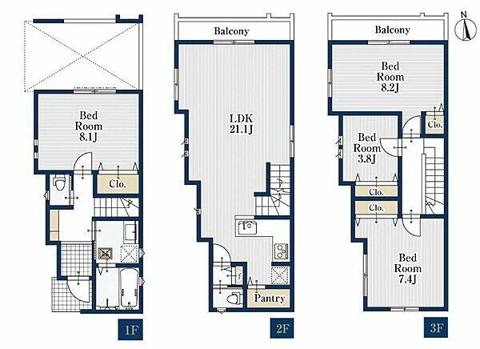 Bed
Room
8.1J
Clo.
1F
Balcony
LDK
21.1J
Pantry
2F
Balcony
Bed
Room
8.2J
Clo.
Bed
Room
3.8J
Clo.
Clo.
Bed
Room
7.4J
3F
N